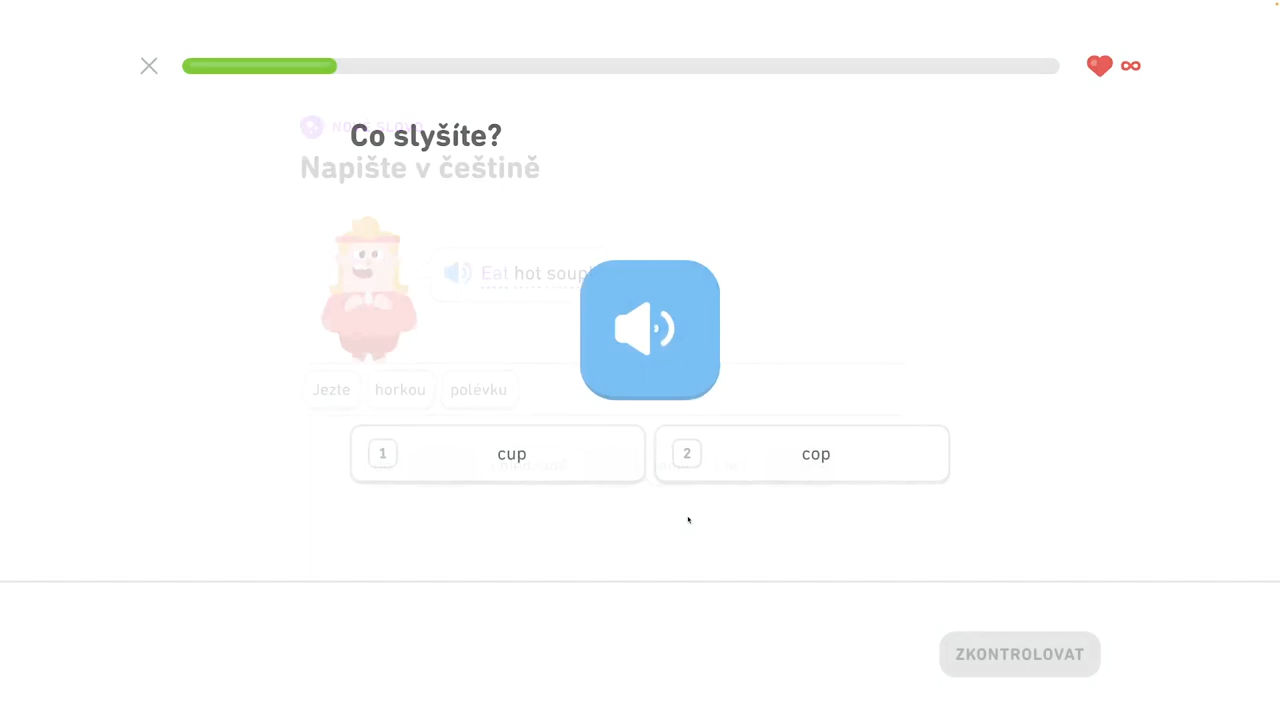 Co slyšíte?
Napište v češtině
Eat hot soup
Jezte horkou polévku
1 cup 2 cop
ZKONTROLOVAT